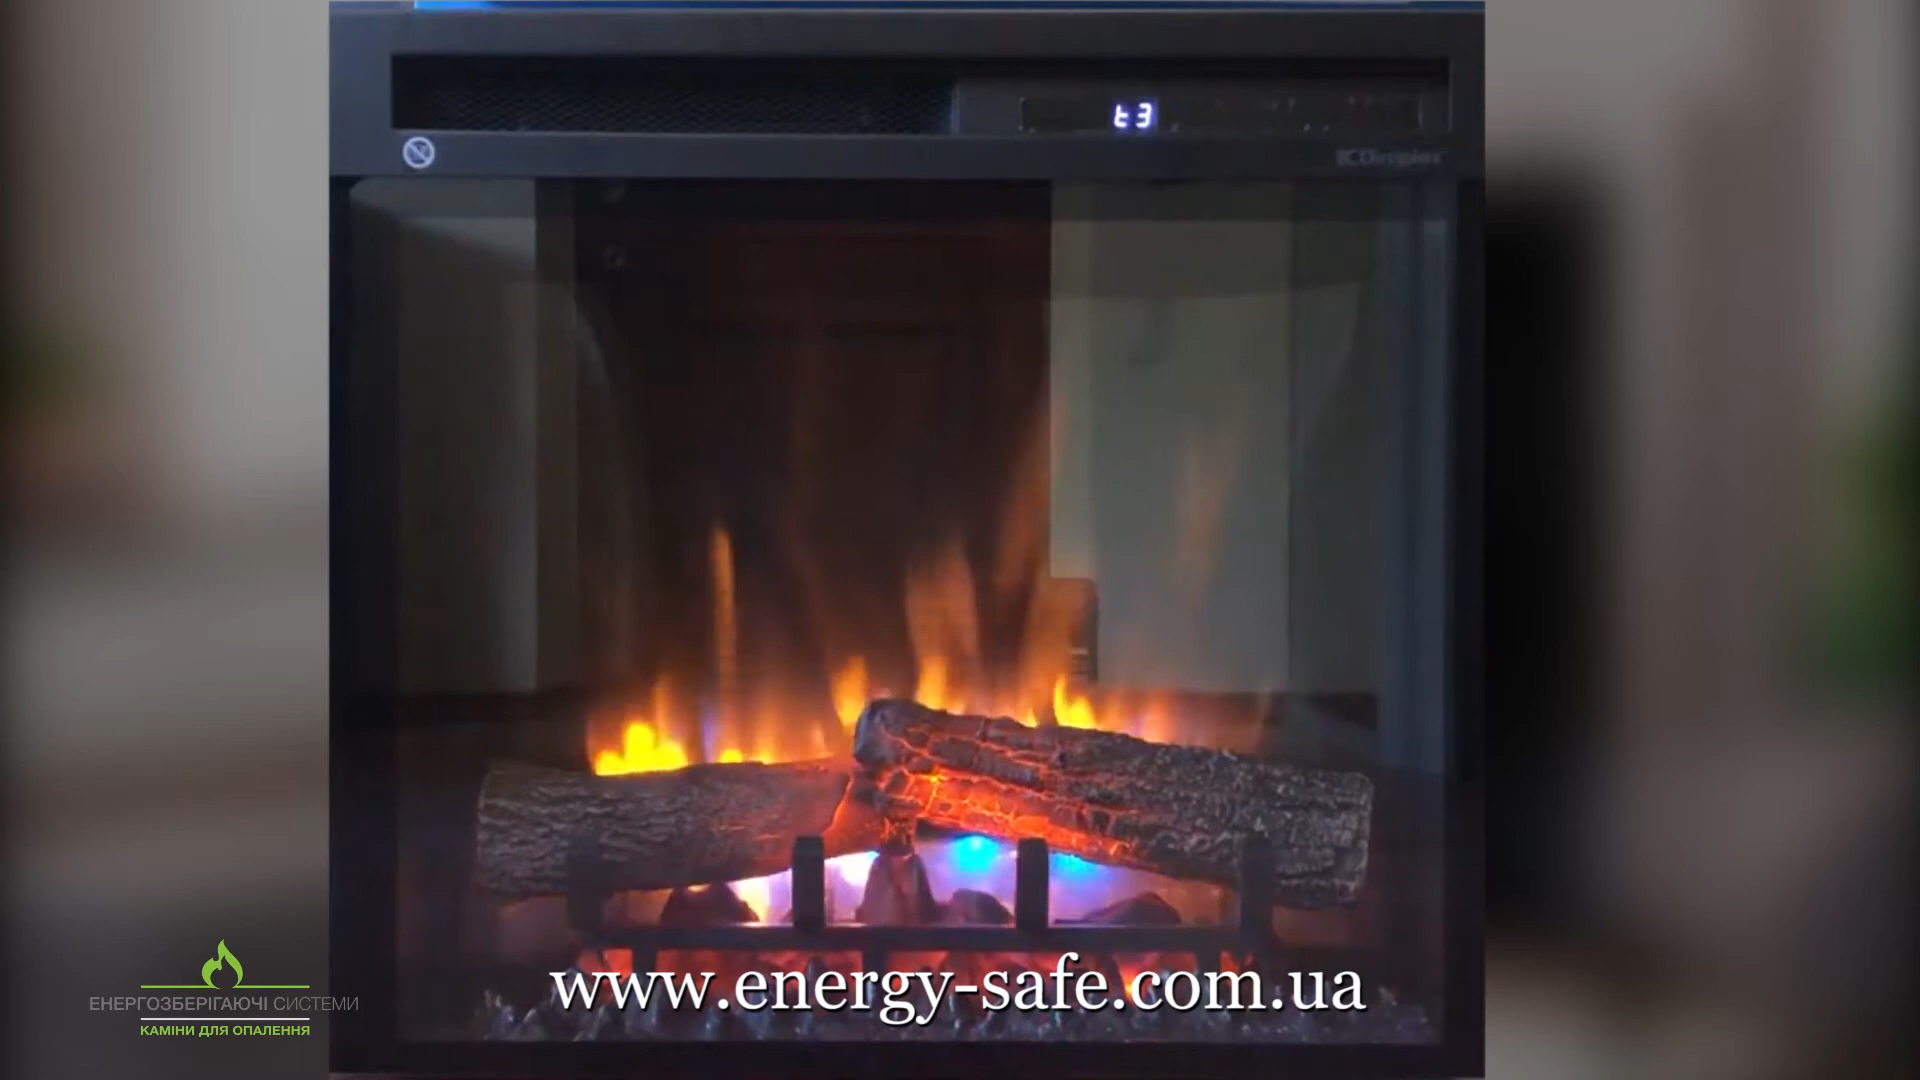 t3
Dimplex
www.energy-safe.com.ua
ЕНЕРГОЗБЕРІГАЮЧІ СИСТЕМИ
КАМІНИ ДЛЯ ОПАЛЕННЯ